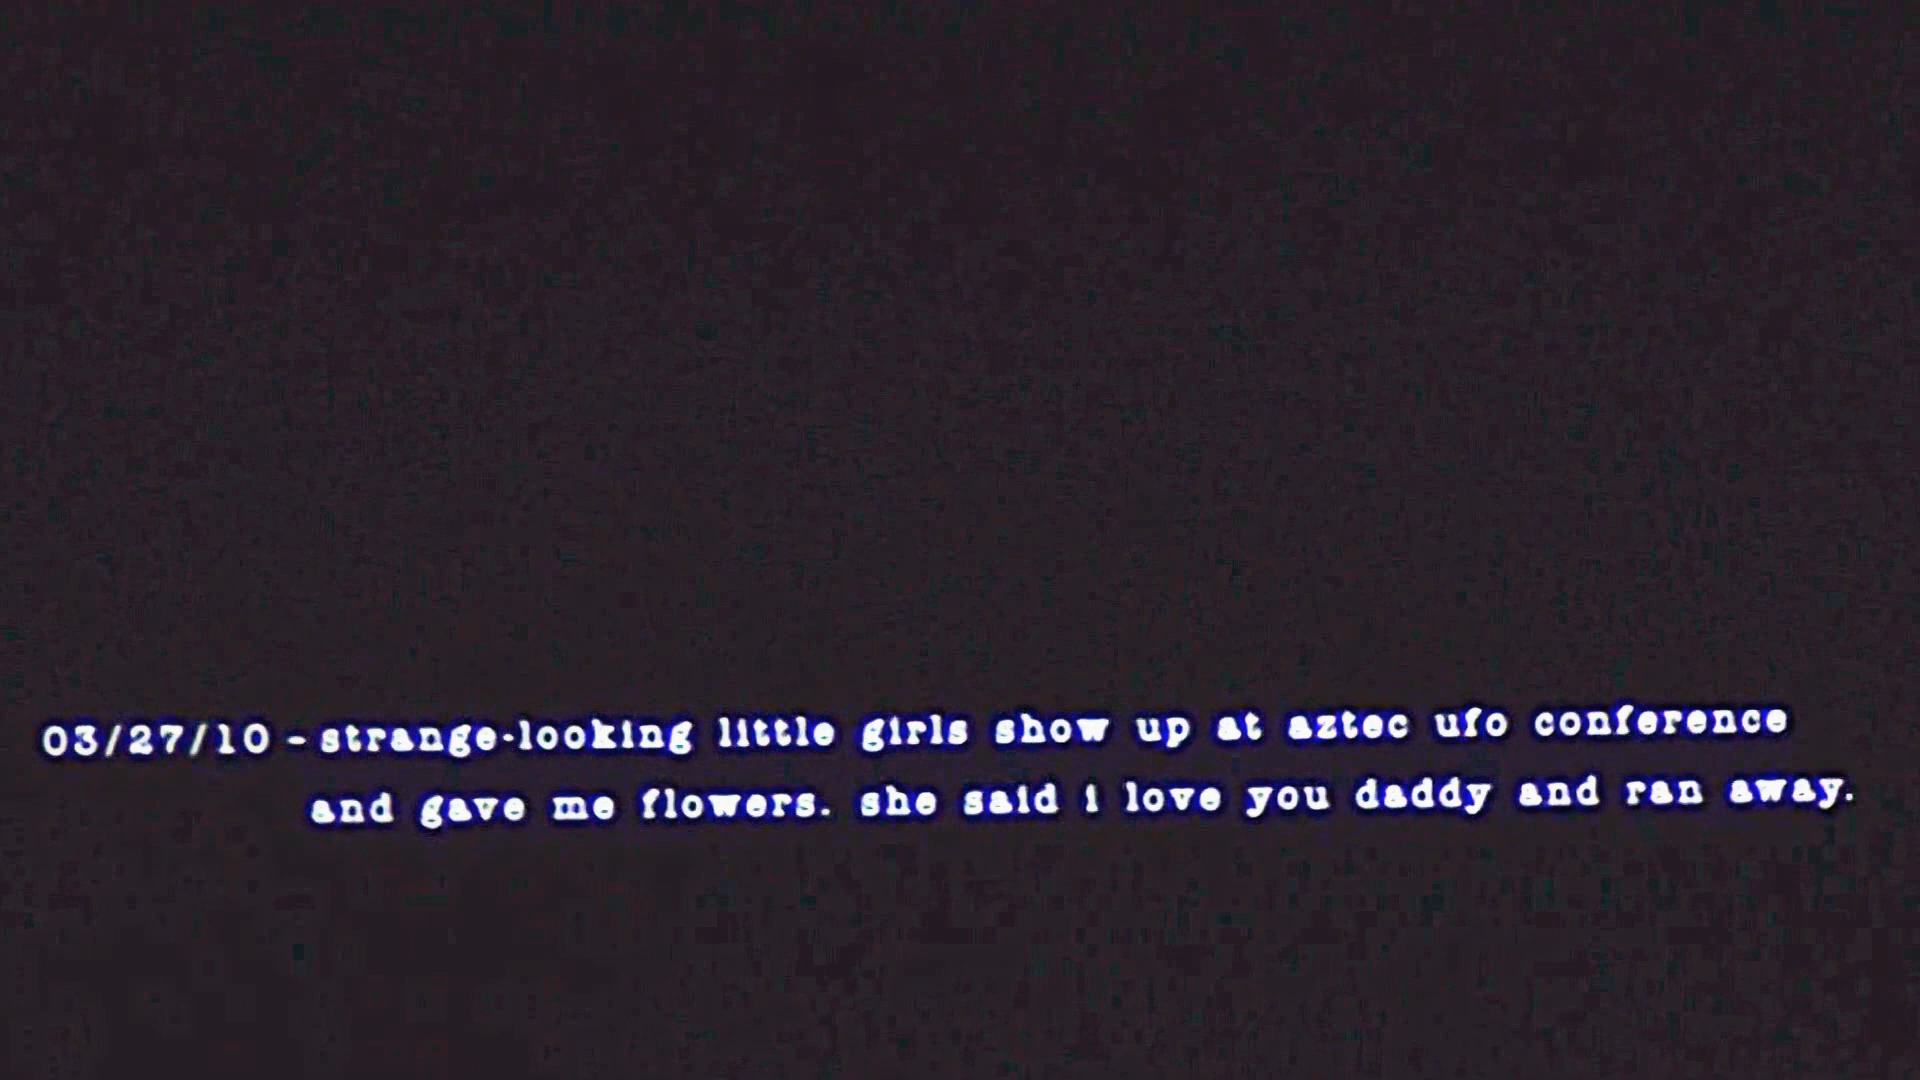 03/27/10 - strange-looking little girls show up at aztec ufo conference
and gave me flowers. she said i love you daddy and ran away.